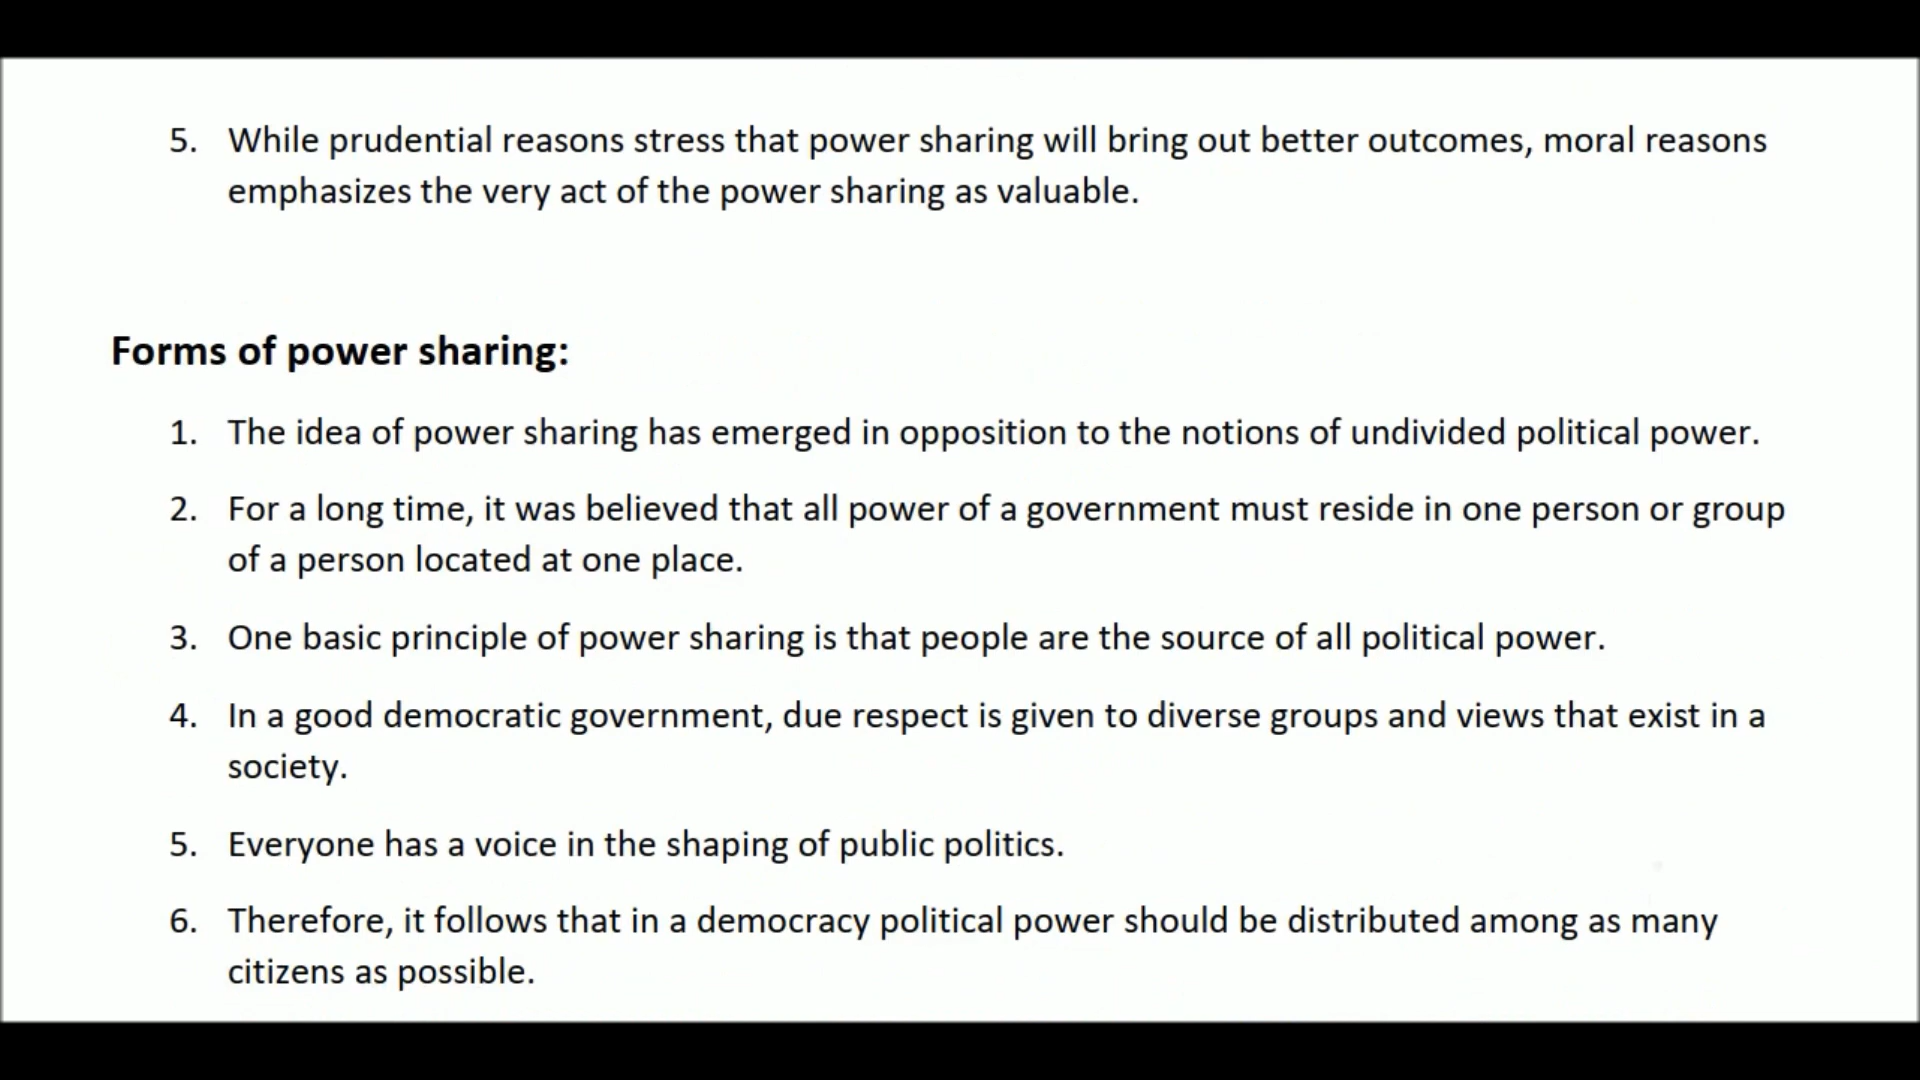 5. While prudential reasons stress that power sharing will bring out better outcomes, moral reasons
emphasizes the very act of the power sharing as valuable.
Forms of power sharing:
1. The idea of power sharing has emerged in opposition to the notions of undivided political power.
2. For a long time, it was believed that all power of a government must reside in one person or group
of a person located at one place.
3. One basic principle of power sharing is that people are the source of all political power.
4. In a good democratic government, due respect is given to diverse groups and views that exist in a
society.
5. Everyone has a voice in the shaping of public politics.
6. Therefore, it follows that in a democracy political power should be distributed among as many
citizens as possible.